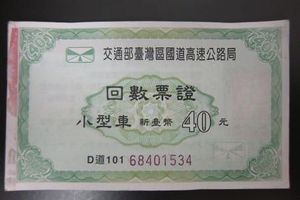 交通部臺灣區國道高速公路局
回數票證
小型車 新臺幣 40 元
D道101 68401534